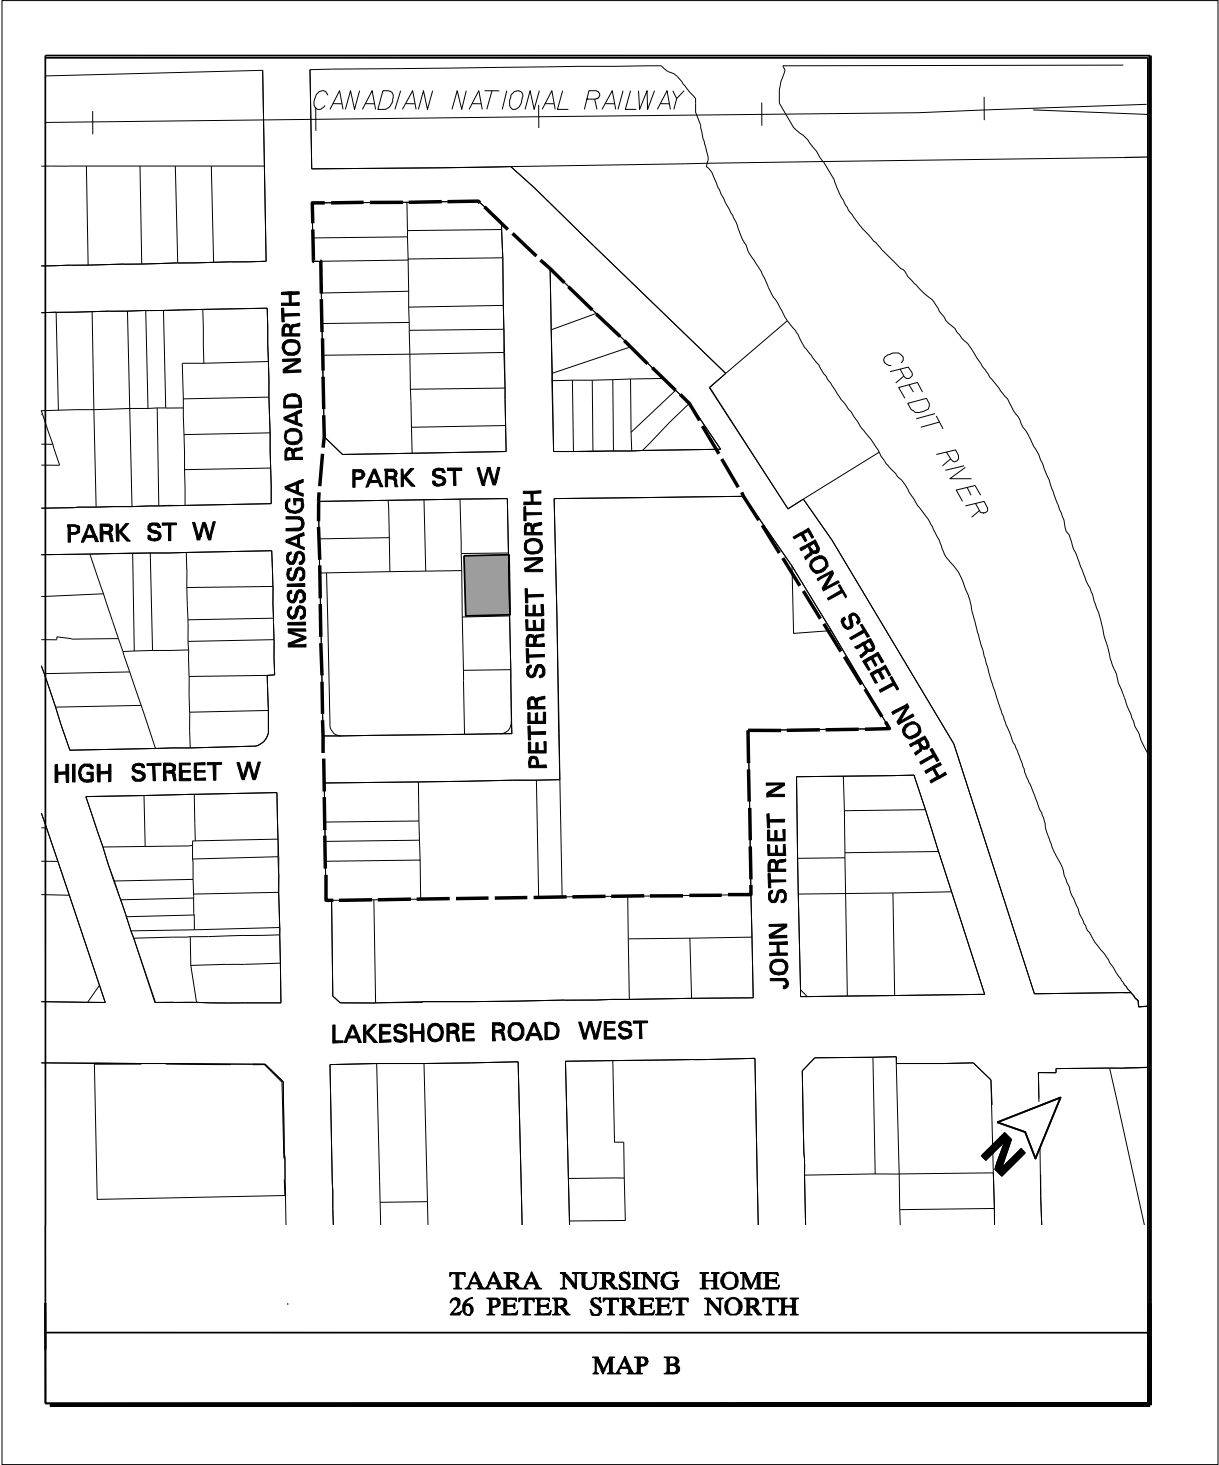 CANADIAN NATIONAL RAILWAY
MISSISSAUGA ROAD NORTH
CREDIT RIVER
PARK ST W
PARK ST W
PETER STREET NORTH
FRONT STREET NORTH
HIGH STREET W
JOHN STREET N
LAKESHORE ROAD WEST
N
TAARA NURSING HOME
26 PETER STREET NORTH
MAP B